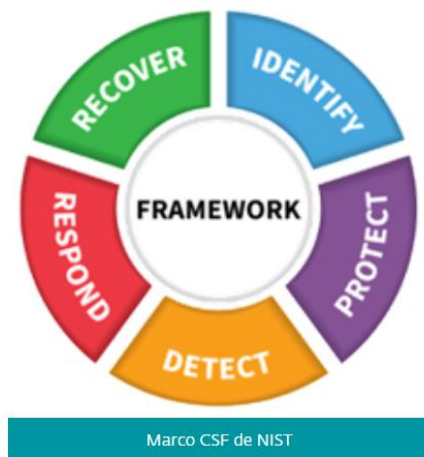 RECOVER
IDENTIFY
FRAMEWORK
RESPOND
PROTECT
DETECT
Marco CSF de NIST